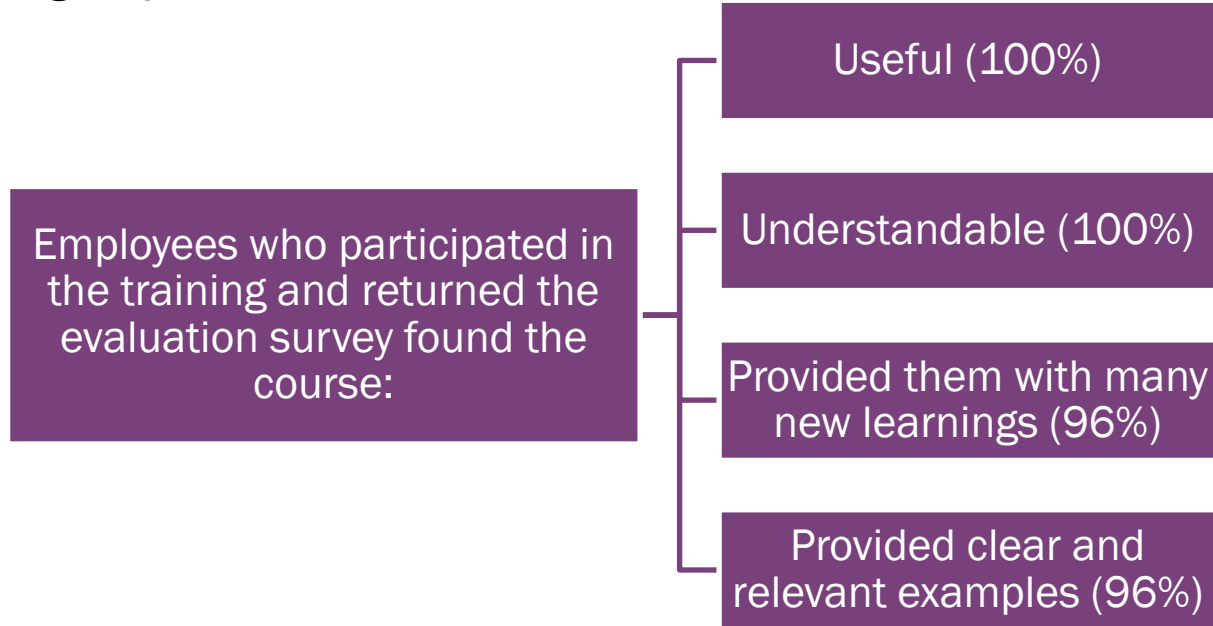 Employees who participated in
the training and returned the
evaluation survey found the
course:
Useful (100%)
Understandable (100%)
Provided them with many
new learnings (96%)
Provided clear and
relevant examples (96%)